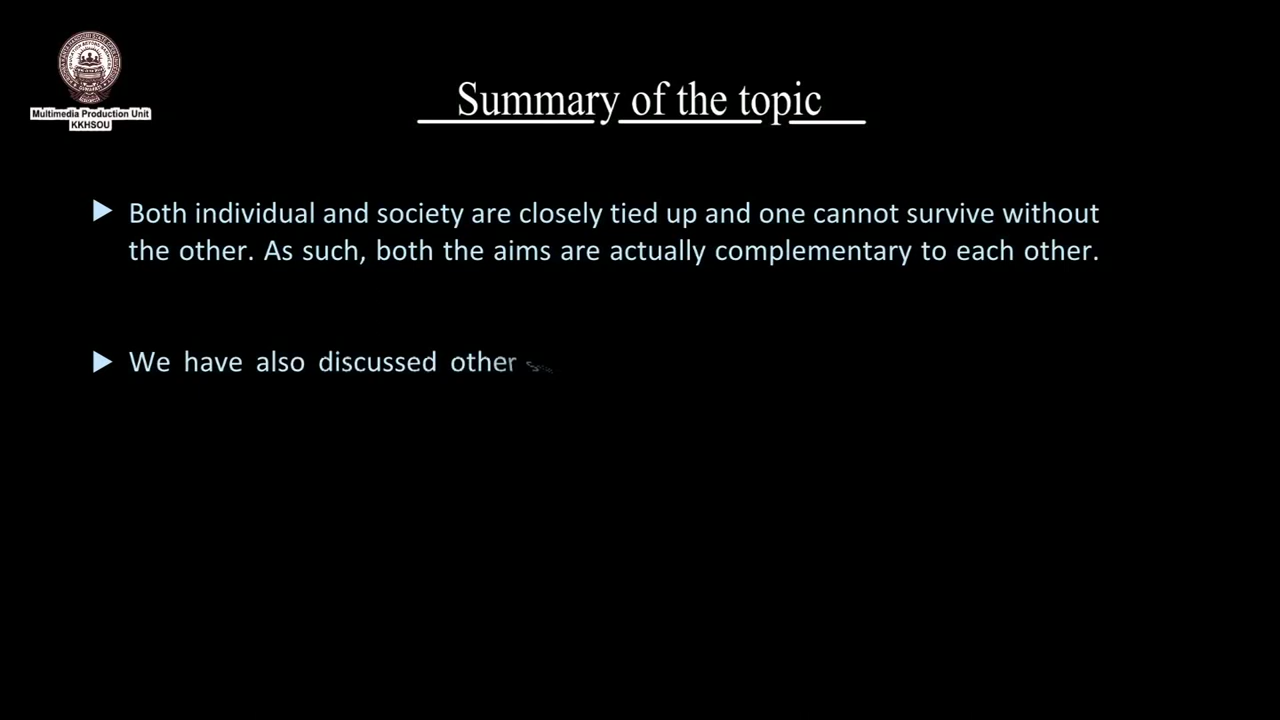 Multimedia Production Unit
KKHSOU
Summary of the topic
Both individual and society are closely tied up and one cannot survive without
the other. As such, both the aims are actually complementary to each other.
We have also discussed other